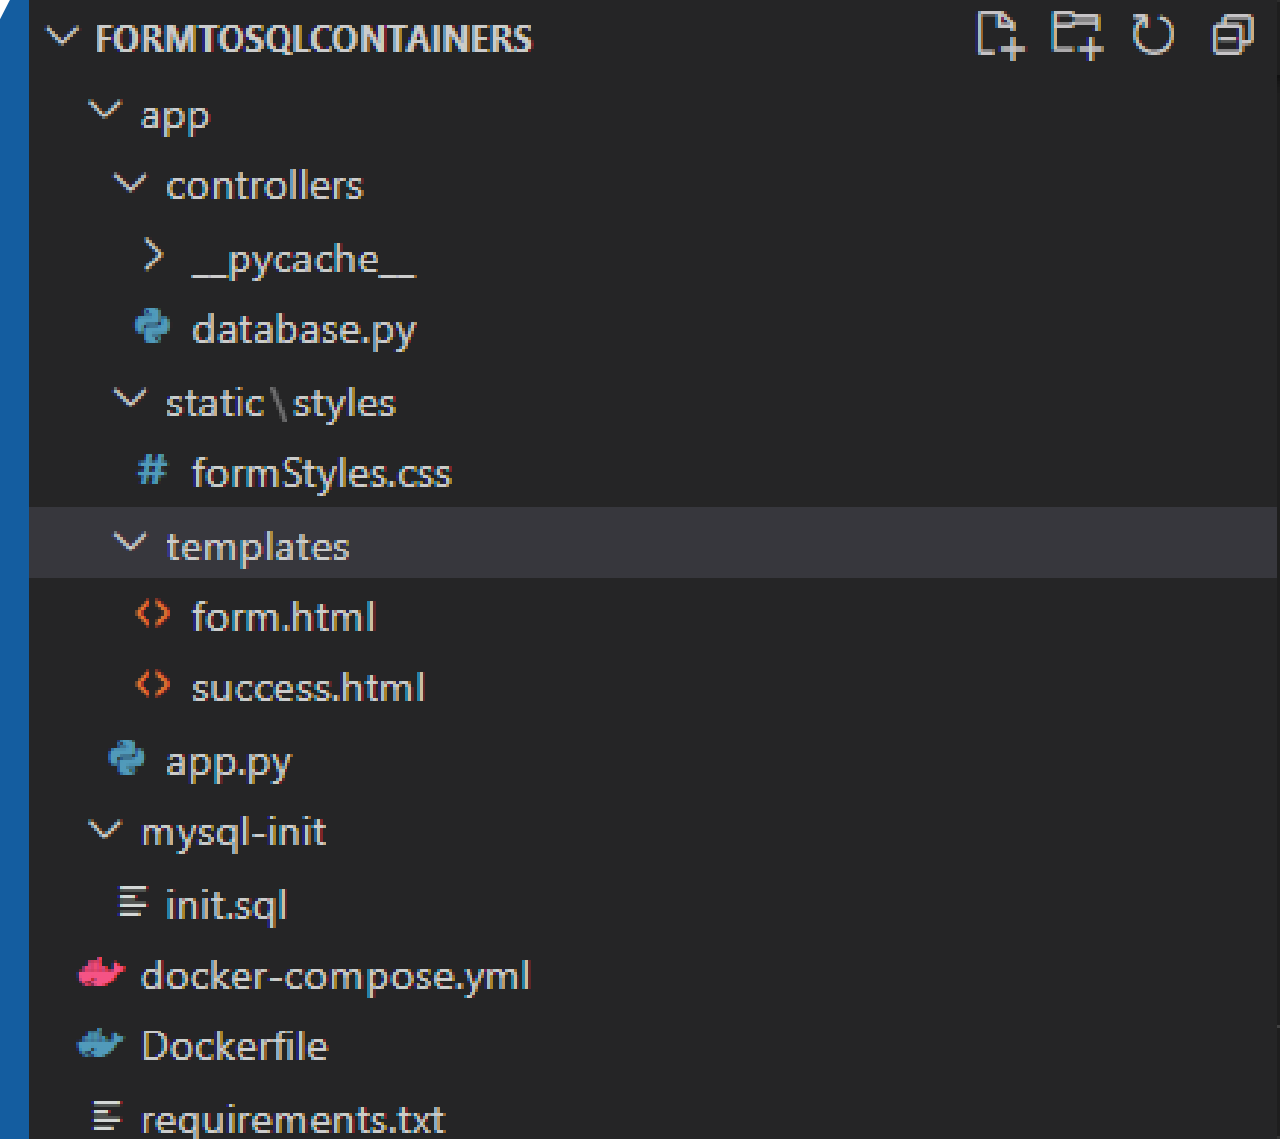 FORMTOSQLCONTAINERS
app
controllers
__pycache__
database.py
static\styles
formStyles.css
templates
form.html
success.html
app.py
mysql-init
init.sql
docker-compose.yml
Dockerfile
requirements.txt